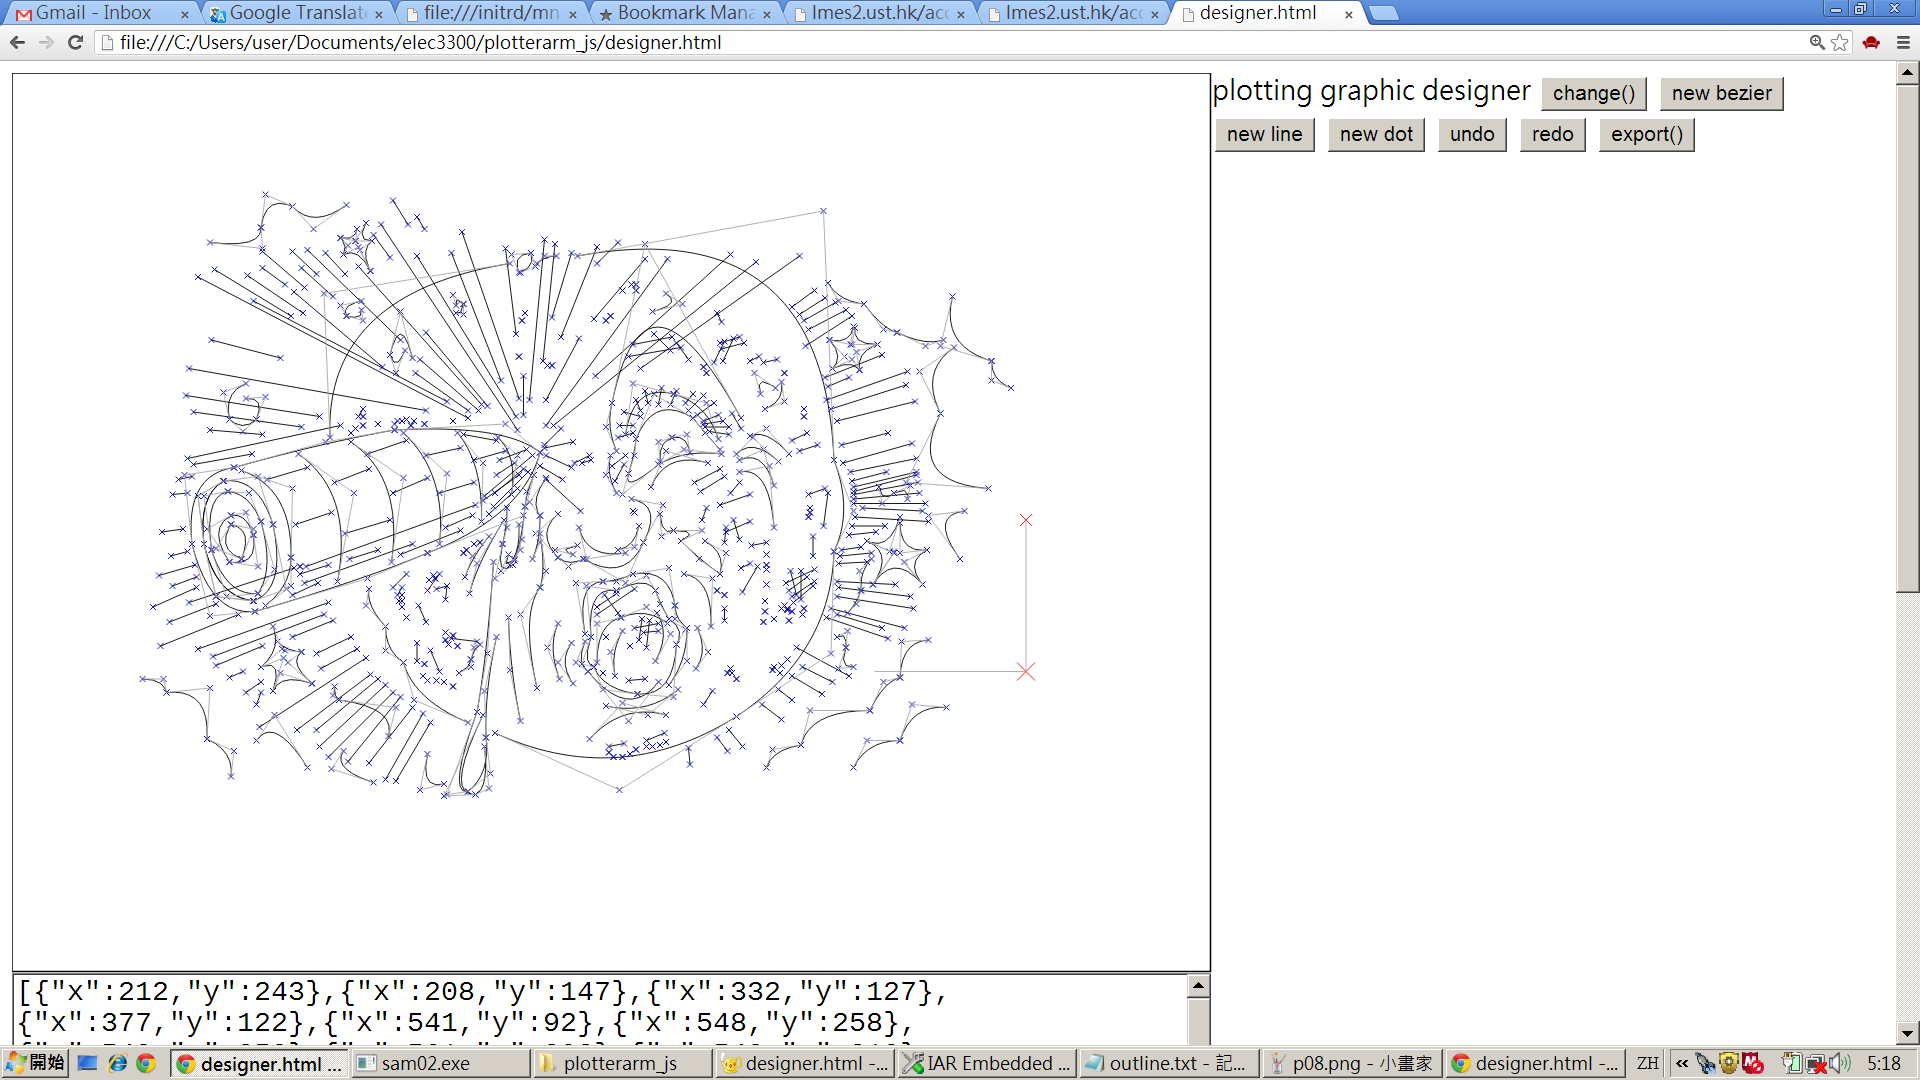 Gmail - Inbox
Google Translat
file:///initrd/mn
Bookmark Mana
lmes2.ust.hk/acc
lmes2.ust.hk/acc
designer.html
file:///C:/Users/user/Documents/elec3300/plotterarm_js/designer.html
plotting graphic designer change() new bezier
new line new dot undo redo export()
[{"x":212,"y":243},{"x":208,"y":147},{"x":332,"y":127},
{"x":377,"y":122},{"x":541,"y":92},{"x":548,"y":258},
開始
designer.html ...
sam02.exe
plotterarm_js
designer.html -...
IAR Embedded ...
outline.txt - 記...
p08.png - 小畫家
designer.html -...
ZH
«
5:18